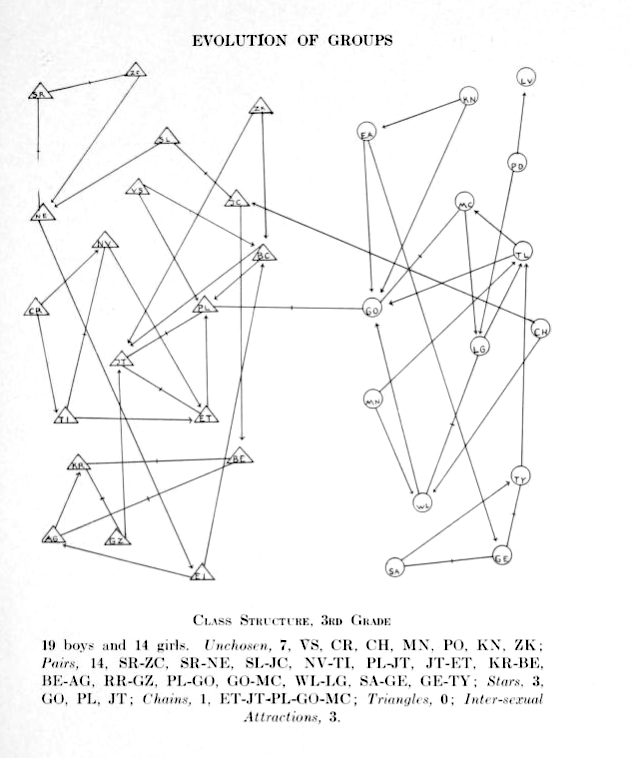 EVOLUTION OF GROUPS
ZC
LV
SR
KN
ZK
SL
PO
VS
JC
MC
NE
NV
TL
BC
CR
PL
GO
CH
LG
JT
MN
TI
ET
KR
BE
TY
WL
AG
GZ
GE
SA
CLASS STRUCTURE, 3RD GRADE
19 boys and 14 girls. Unchosen, 7, VS, CR, CH, MN, PO, KN, ZK;
Pairs, 14, SR-ZC, SR-NE, SL-JC, NV-TI, PL-JT, JT-ET, KR-BE,
BE-AG, RR-GZ, PL-GO, GO-MC, WL-LG, SA-GE, GE-TY; Stars, 3,
GO, PL, JT; Chains, 1, ET-JT-PL-GO-MC; Triangles, 0; Inter-sexual
Attractions, 3.